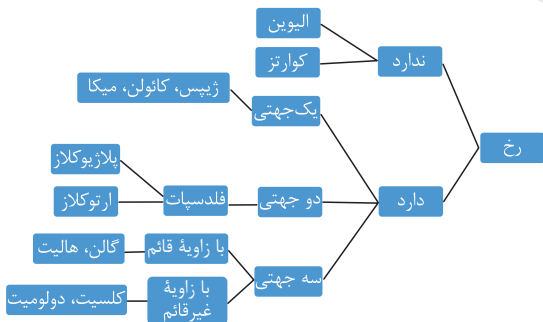 رخ
ندارد
الیوین
کوارتز
دارد
یک‌جهتی
ژیپس، کائولن، میکا
دو جهتی
فلدسپات
پلاژیوکلاز
ارتوکلاز
سه جهتی
با زاویهٔ قائم
گالن، هالیت
با زاویهٔ
غیرقائم
کلسیت، دولومیت